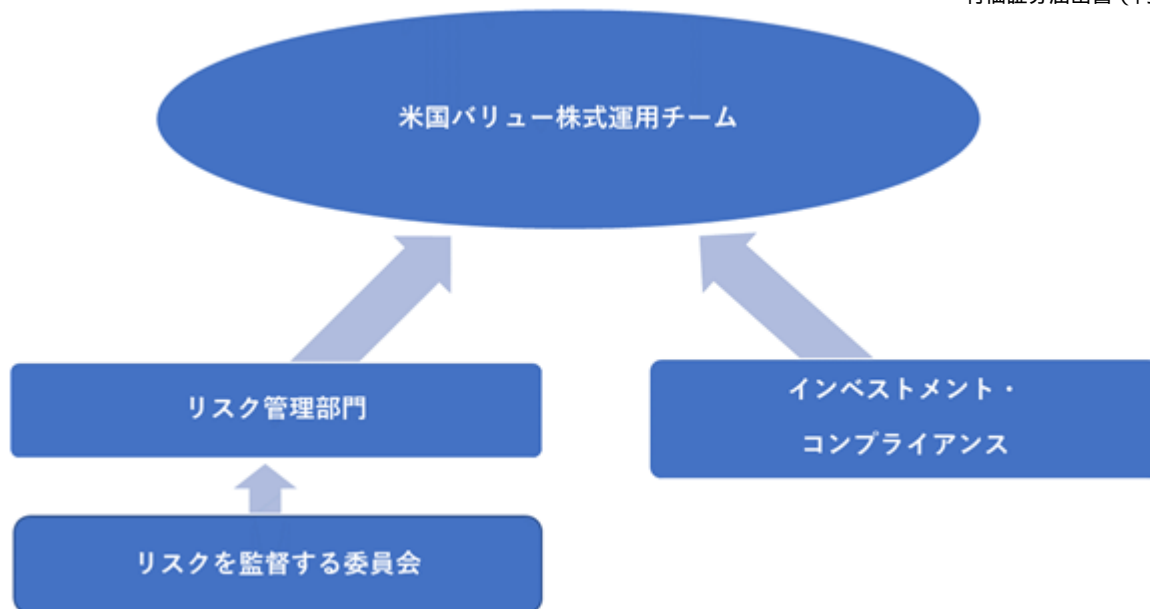 米国バリュー株式運用チーム
リスク管理部門
インベストメント・
コンプライアンス
リスクを監督する委員会